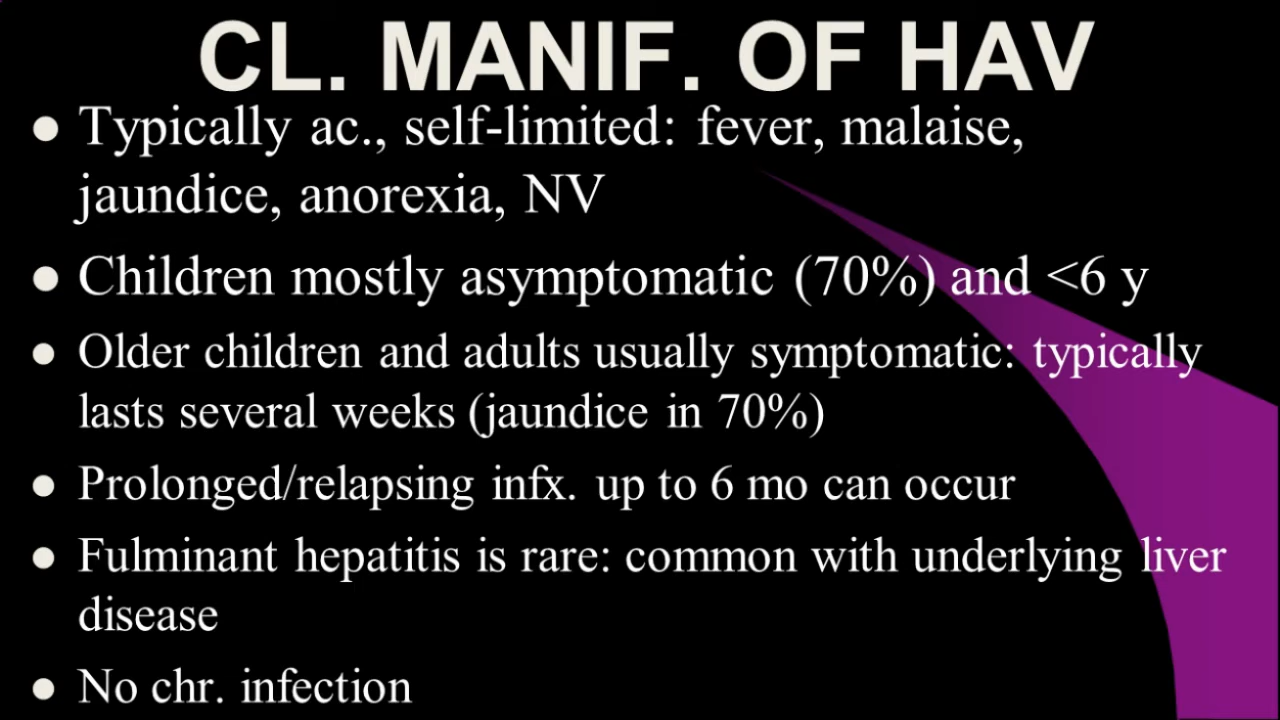 CL. MANIF. OF HAV
● Typically ac., self-limited: fever, malaise,
jaundice, anorexia, NV
● Children mostly asymptomatic (70%) and <6 y
● Older children and adults usually symptomatic: typically
lasts several weeks (jaundice in 70%)
● Prolonged/relapsing infx. up to 6 mo can occur
● Fulminant hepatitis is rare: common with underlying liver
disease
● No chr. infection